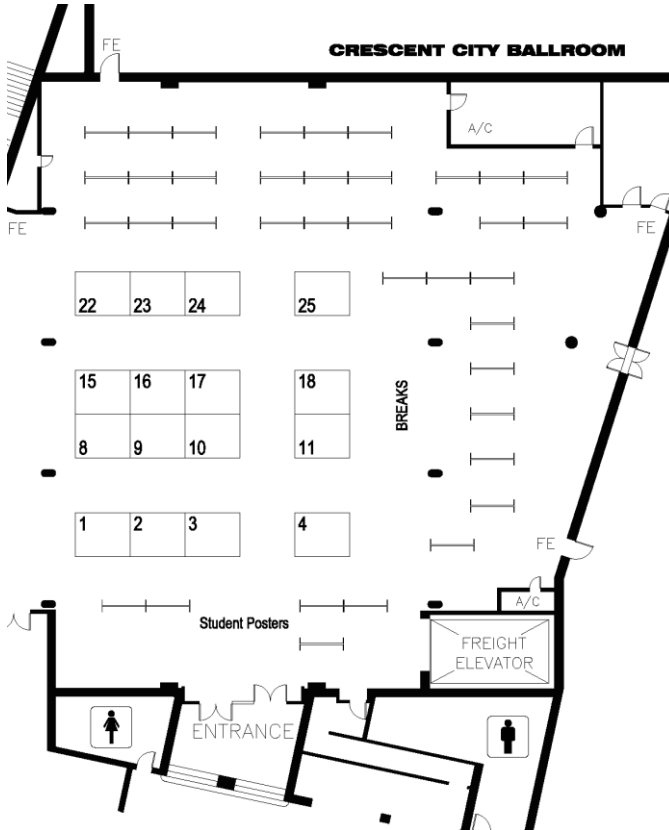 FE
CRESCENT CITY BALLROOM
A/C
FE
FE
22 23 24 25
15 16 17 18
BREAKS
8 9 10 11
1 2 3 4
FE
A/C
Student Posters
FREIGHT
ELEVATOR
ENTRANCE